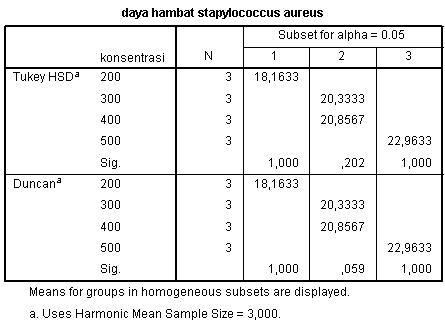 daya hambat stapylococcus aureus
Subset for alpha = 0.05
konsentrasi N 1 2 3
Tukey HSDa 200 3 18,1633
300 3 20,3333
400 3 20,8567
500 3 22,9633
Sig. 1,000 ,202 1,000
Duncana 200 3 18,1633
300 3 20,3333
400 3 20,8567
500 3 22,9633
Sig. 1,000 ,059 1,000
Means for groups in homogeneous subsets are displayed.
a. Uses Harmonic Mean Sample Size = 3,000.